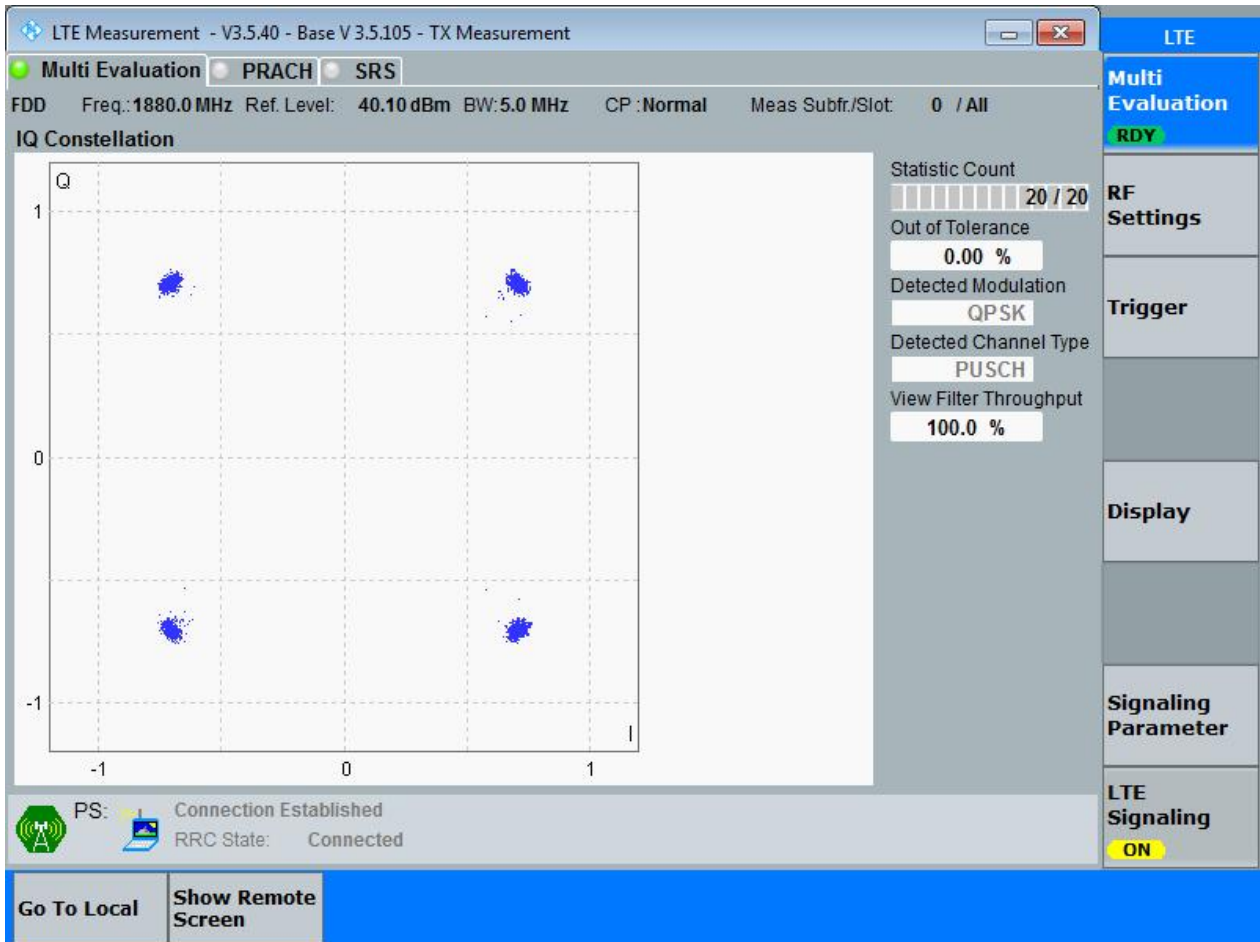 LTE Measurement - V3.5.40 - Base V 3.5.105 - TX Measurement
LTE
Multi Evaluation PRACH SRS
FDD Freq.: 1880.0 MHz Ref. Level: 40.10 dBm BW: 5.0 MHz CP : Normal Meas Subfr./Slot: 0 / All
IQ Constellation
Q
1
0
-1
I
-1 0 1
Statistic Count
20 / 20
Out of Tolerance
0.00 %
Detected Modulation
QPSK
Detected Channel Type
PUSCH
View Filter Throughput
100.0 %
Multi
Evaluation
RDY
RF
Settings
Trigger
Display
Signaling
Parameter
LTE
Signaling
ON
PS: Connection Established
RRC State: Connected
Go To Local
Show Remote
Screen